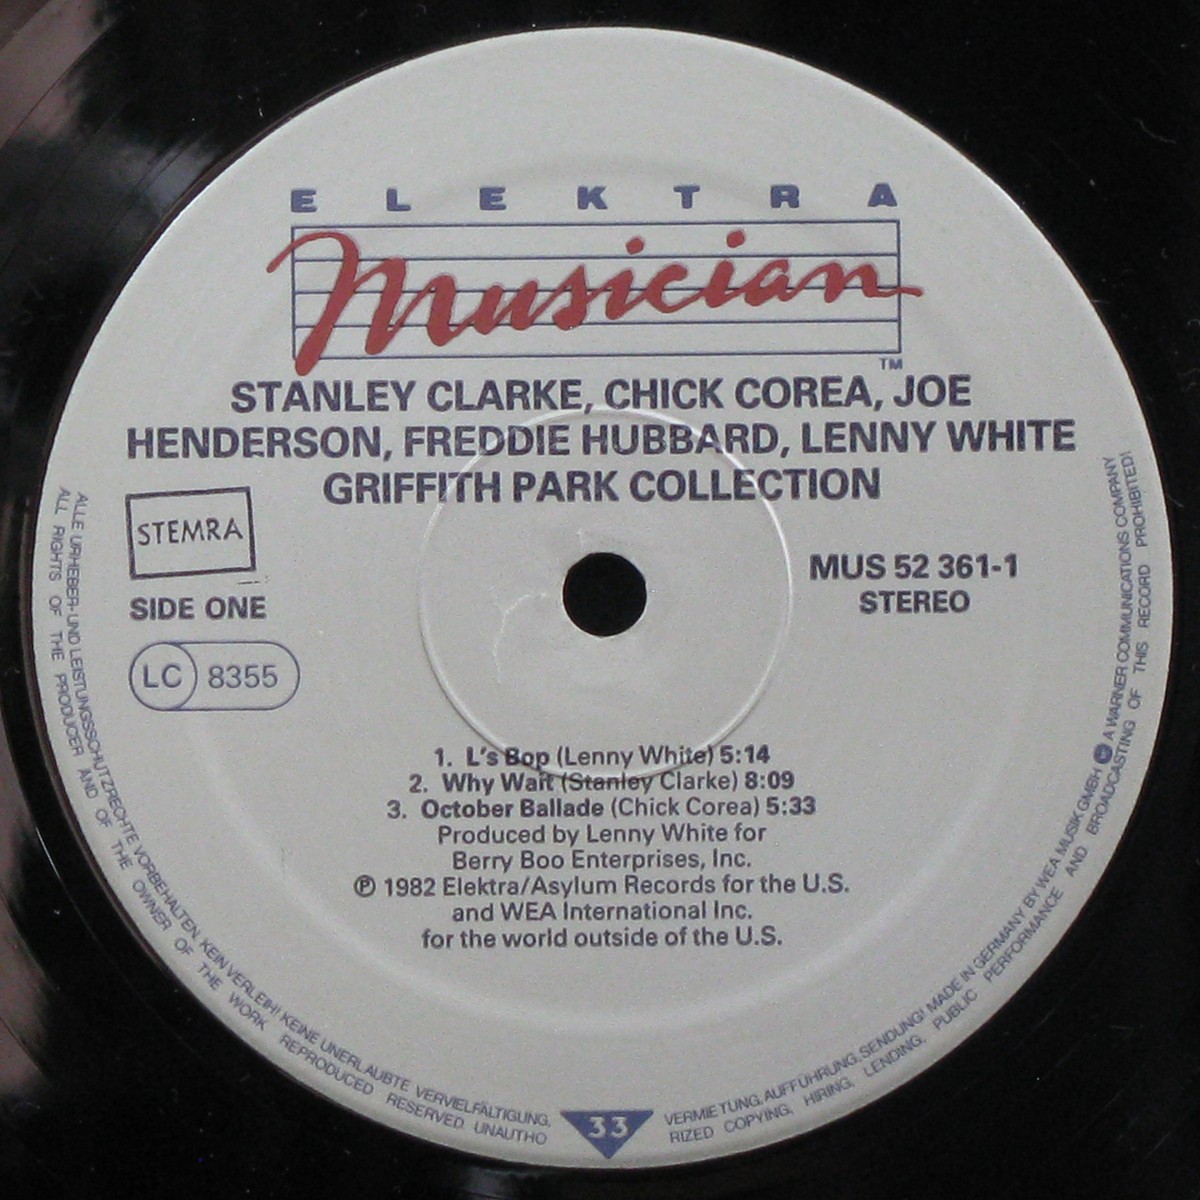 ELEKTRA
Musician
TM
STANLEY CLARKE, CHICK COREA, JOE
HENDERSON, FREDDIE HUBBARD, LENNY WHITE
GRIFFITH PARK COLLECTION
STEMRA
SIDE ONE
LC 8355
MUS 52 361-1
STEREO
1. L's Bop (Lenny White) 5:14
2. Why Wait (Stanley Clarke) 8:09
3. October Ballade (Chick Corea) 5:33
Produced by Lenny White for
Berry Boo Enterprises, Inc.
℗ 1982 Elektra/Asylum Records for the U.S.
and WEA International Inc.
for the world outside of the U.S.
ALLE URHEBER- UND LEISTUNGSSCHUTZRECHTE VORBEHALTEN. KEIN VERLEIH! KEINE UNERLAUBTE VERVIELFÄLTIGUNG, VERMIETUNG, AUFFÜHRUNG, SENDUNG! MADE IN GERMANY BY WEA MUSIK GMBH A WARNER COMMUNICATIONS COMPANY
ALL RIGHTS OF THE PRODUCER AND OF THE OWNER OF THE WORK REPRODUCED RESERVED. UNAUTHORIZED COPYING, HIRING, LENDING, PUBLIC PERFORMANCE AND BROADCASTING OF THIS RECORD PROHIBITED!
33